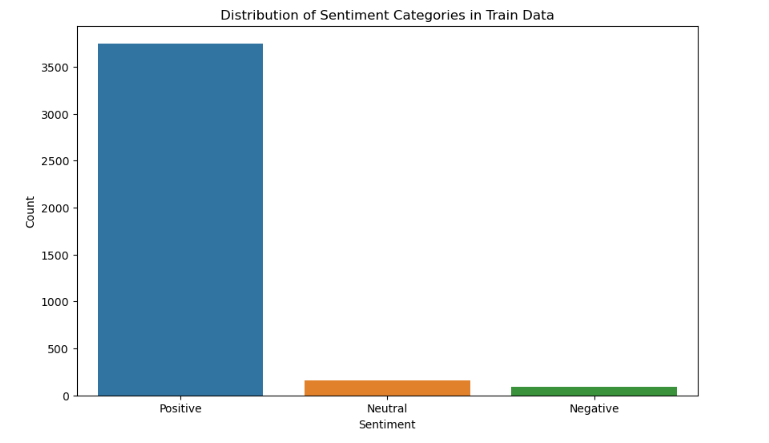 Distribution of Sentiment Categories in Train Data
3500
3000
2500
2000
1500
1000
500
0
Count
Positive Neutral Negative
Sentiment